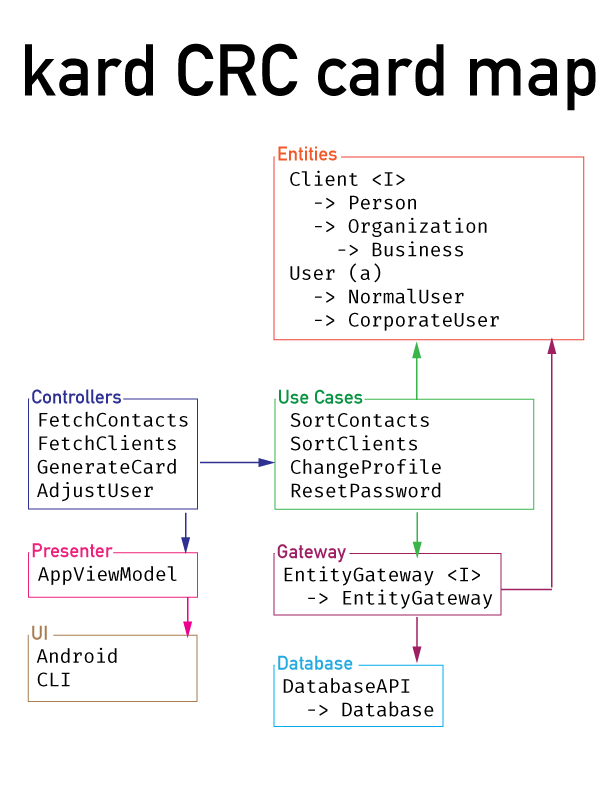 kard CRC card map
Entities
Client <I>
-> Person
-> Organization
-> Business
User (a)
-> NormalUser
-> CorporateUser
Controllers
FetchContacts
FetchClients
GenerateCard
AdjustUser
Use Cases
SortContacts
SortClients
ChangeProfile
ResetPassword
Presenter
AppViewModel
Gateway
EntityGateway <I>
-> EntityGateway
UI
Android
CLI
Database
DatabaseAPI
-> Database